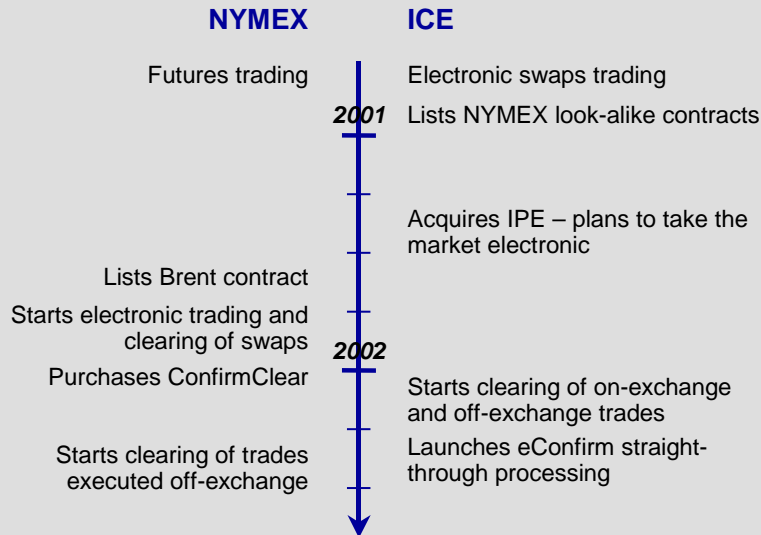 NYMEX ICE
Futures trading
Electronic swaps trading
2001
Lists NYMEX look-alike contracts
Acquires IPE – plans to take the
market electronic
Lists Brent contract
Starts electronic trading and
clearing of swaps
2002
Purchases ConfirmClear
Starts clearing of on-exchange
and off-exchange trades
Launches eConfirm straight-
through processing
Starts clearing of trades
executed off-exchange